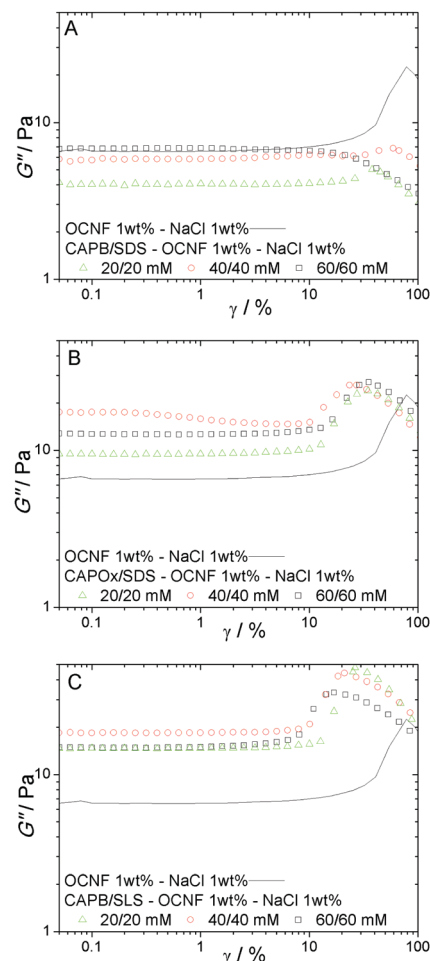 A
10
G''/ Pa
OCNF 1wt% - NaCl 1wt%
CAPB/SDS - OCNF 1wt% - NaCl 1wt%
20/20 mM 40/40 mM 60/60 mM
1
0.1 1 10 100
γ / %
B
10
G''/ Pa
OCNF 1wt% - NaCl 1wt%
CAPOx/SDS - OCNF 1wt% - NaCl 1wt%
20/20 mM 40/40 mM 60/60 mM
1
0.1 1 10 100
γ / %
C
10
G''/ Pa
OCNF 1wt% - NaCl 1wt%
CAPB/SLS - OCNF 1wt% - NaCl 1wt%
20/20 mM 40/40 mM 60/60 mM
1
0.1 1 10 100
γ / %